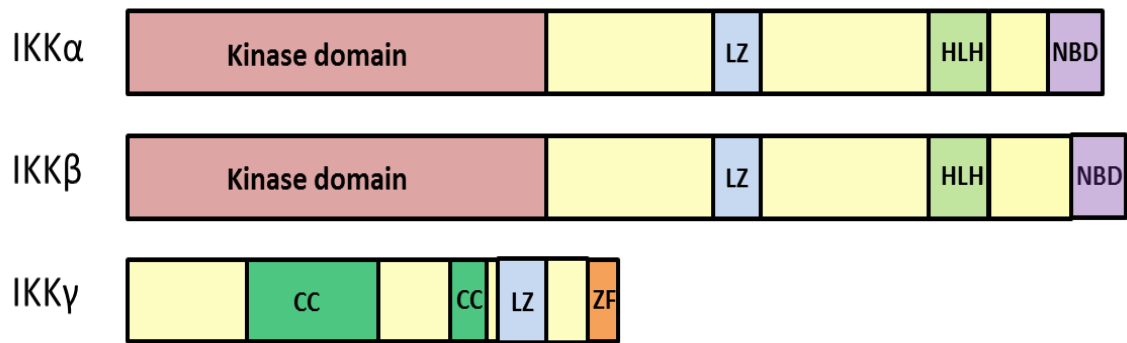 IKKα Kinase domain LZ HLH NBD
IKKβ Kinase domain LZ HLH NBD
IKKγ CC CC LZ ZF